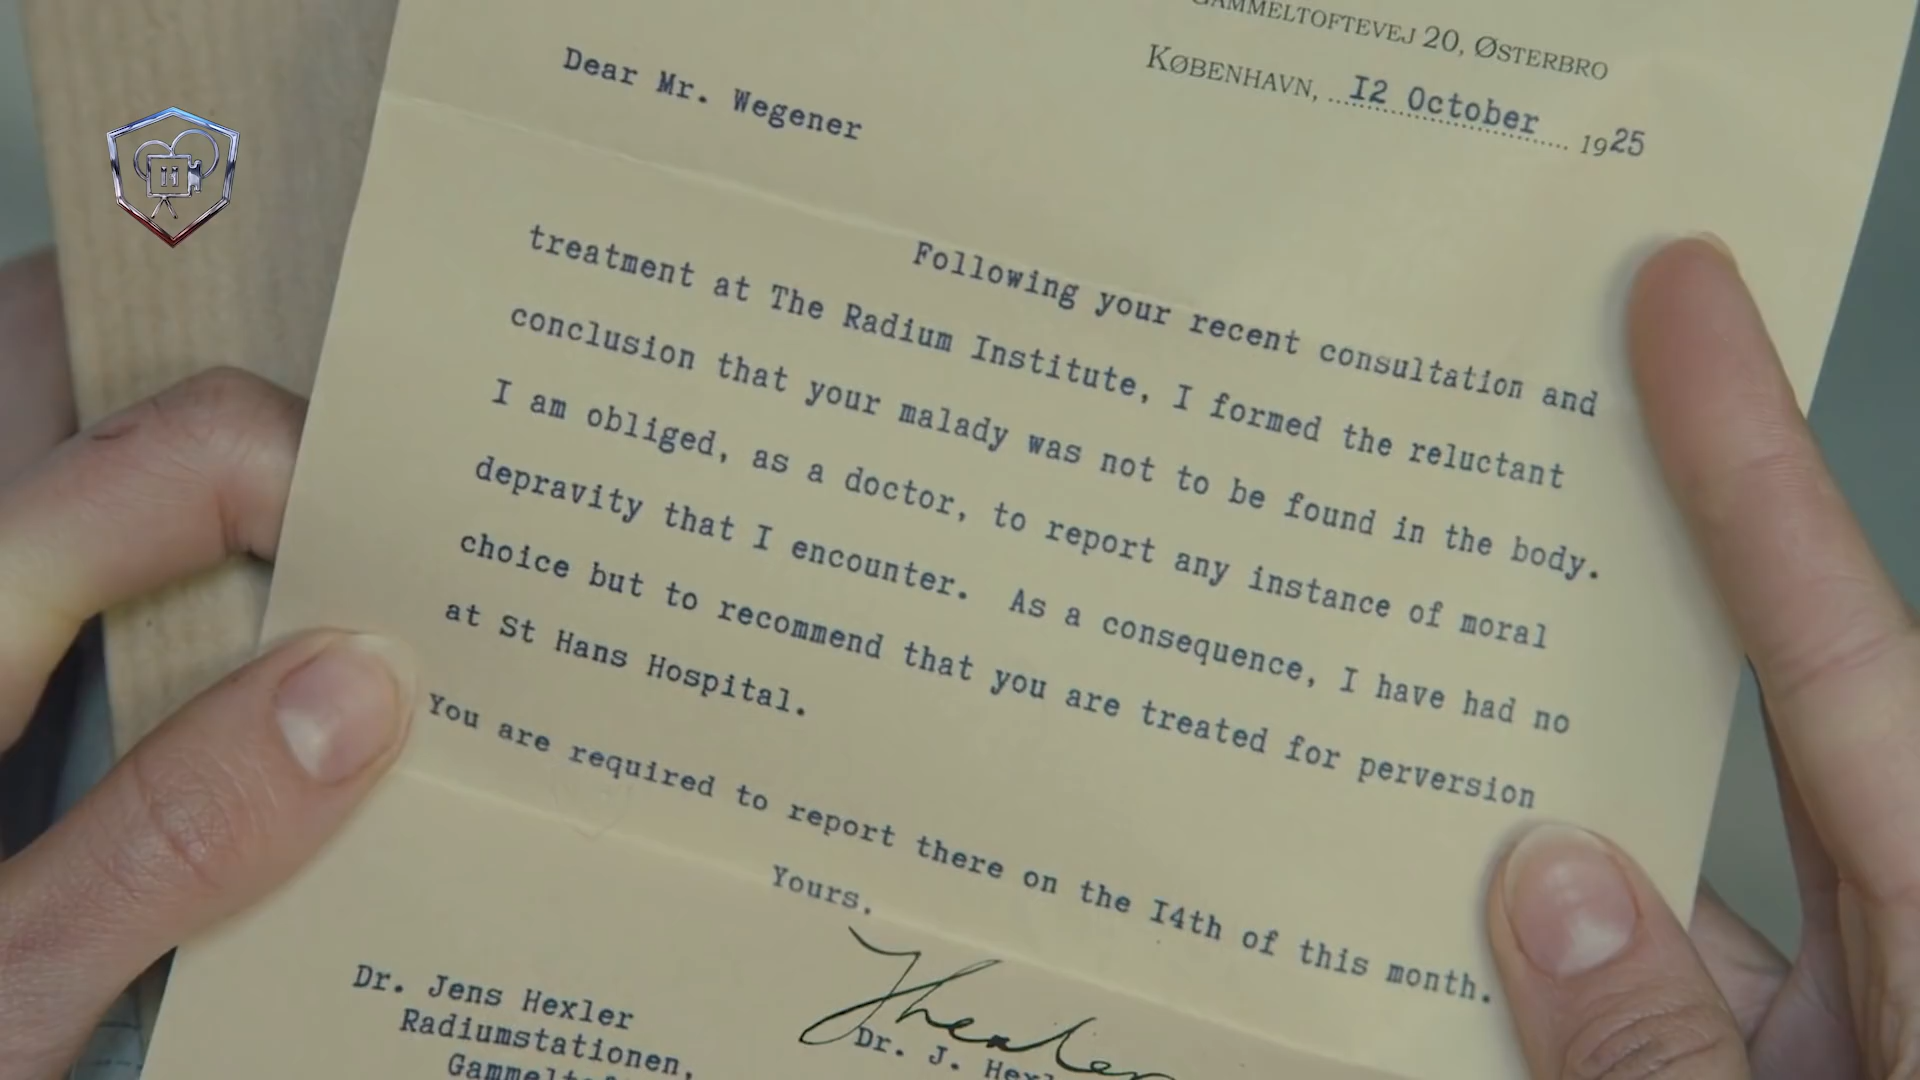 GAMMELTOFTEVEJ 20, ØSTERBRO
KØBENHAVN, I2 October 1925
Dear Mr. Wegener
Following your recent consultation and
treatment at The Radium Institute, I formed the reluctant
conclusion that your malady was not to be found in the body.
I am obliged, as a doctor, to report any instance of moral
depravity that I encounter. As a consequence, I have had no
choice but to recommend that you are treated for perversion
at St Hans Hospital.
You are required to report there on the I4th of this month.
Yours.
Dr. J.
Dr. Jens Hexler
Radiumstationen,